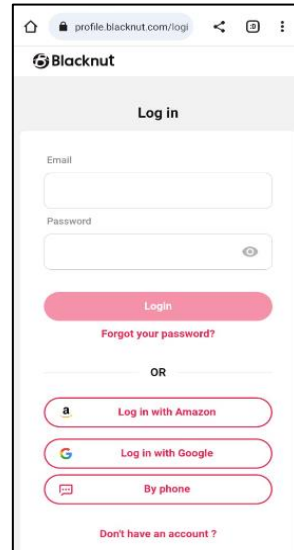 profile.blacknut.com/logi
Blacknut
Log in
Email
Password
Login
Forgot your password?
OR
a Log in with Amazon
G Log in with Google
By phone
Don't have an account ?